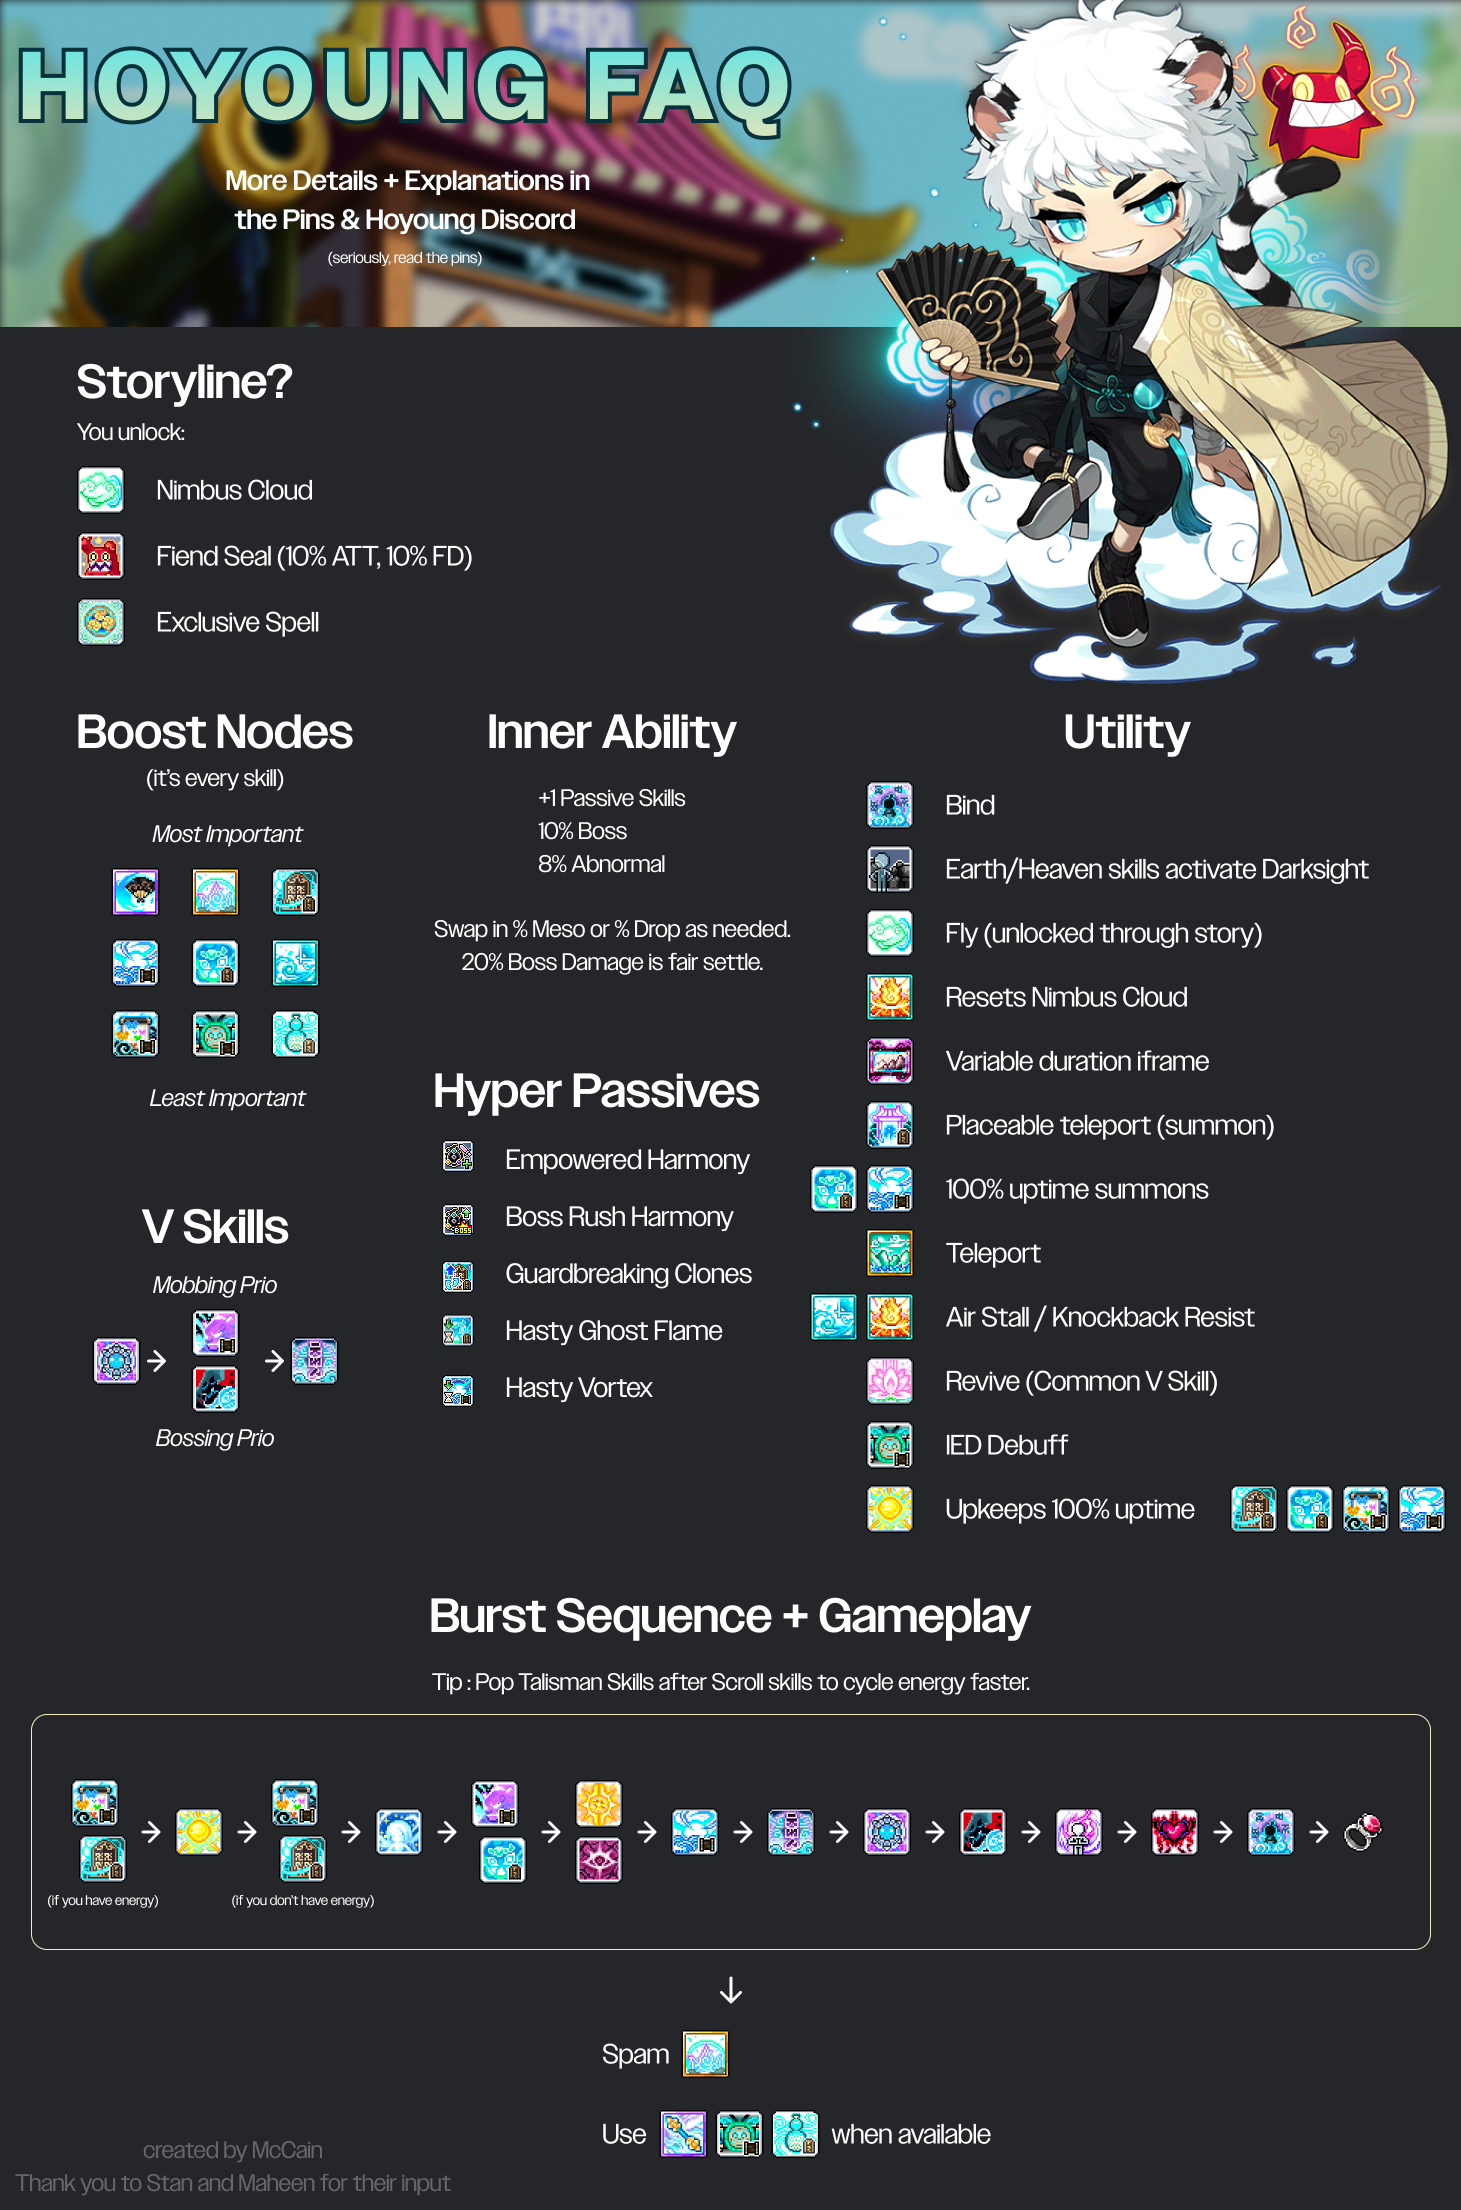 HOYOUNG FAQ
More Details + Explanations in
the Pins & Hoyoung Discord
(seriously, read the pins)
Storyline?
You unlock:
Nimbus Cloud
Fiend Seal (10% ATT, 10% FD)
Exclusive Spell
Boost Nodes
(it's every skill)
Most Important
Least Important
V Skills
Mobbing Prio
Bossing Prio
Inner Ability
+1 Passive Skills
10% Boss
8% Abnormal
Swap in % Meso or % Drop as needed.
20% Boss Damage is fair settle.
Hyper Passives
Empowered Harmony
Boss Rush Harmony
Guardbreaking Clones
Hasty Ghost Flame
Hasty Vortex
Utility
Bind
Earth/Heaven skills activate Darksight
Fly (unlocked through story)
Resets Nimbus Cloud
Variable duration iframe
Placeable teleport (summon)
100% uptime summons
Teleport
Air Stall / Knockback Resist
Revive (Common V Skill)
IED Debuff
Upkeeps 100% uptime
Burst Sequence + Gameplay
Tip : Pop Talisman Skills after Scroll skills to cycle energy faster.
(if you have energy)
(if you don't have energy)
Spam
Use
when available
created by McCain
Thank you to Stan and Maheen for their input